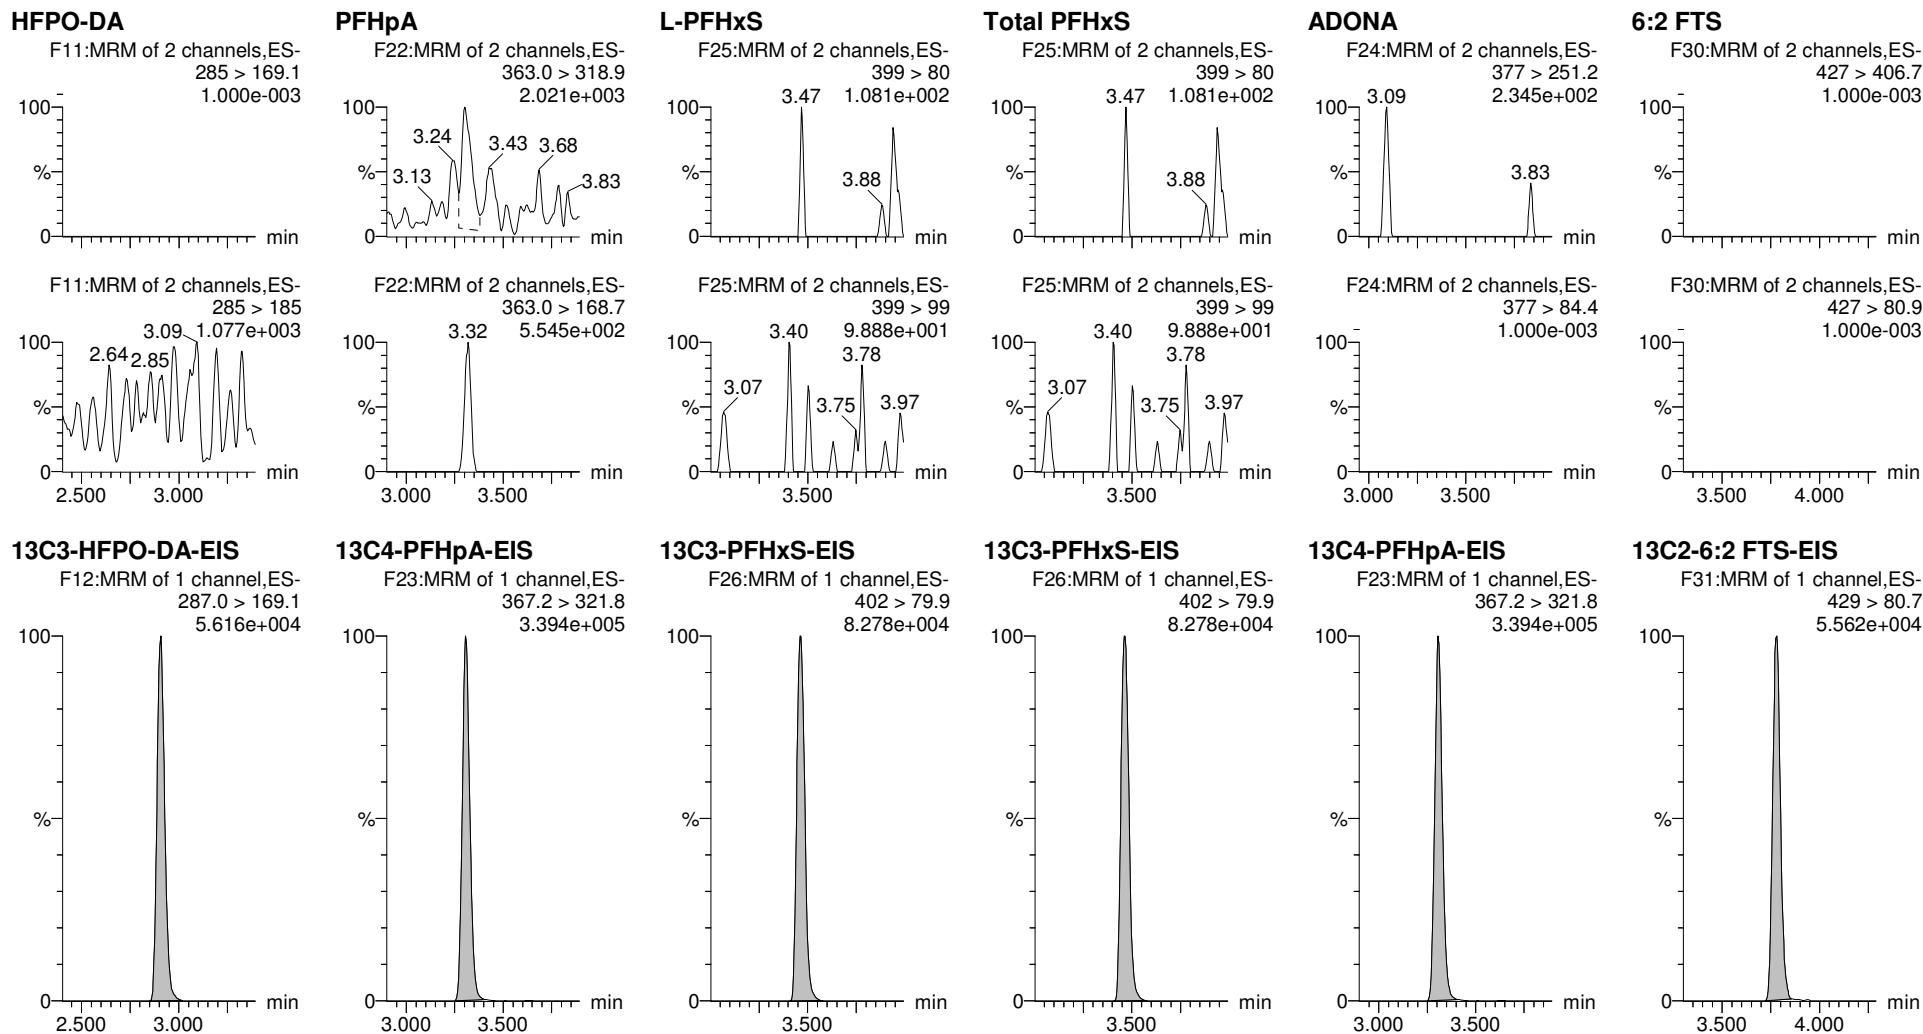 HFPO-DA
F11:MRM of 2 channels,ES-
285 > 169.1
1.000e-003
100
%
0
min
F11:MRM of 2 channels,ES-
285 > 185
3.09 1.077e+003
100
2.64 2.85
%
0
min
2.500 3.000
PFHpA
F22:MRM of 2 channels,ES-
363.0 > 318.9
2.021e+003
100
3.24 3.43 3.68
%
3.13 3.83
0
min
F22:MRM of 2 channels,ES-
363.0 > 168.7
3.32 5.545e+002
100
%
0
min
3.000 3.500
L-PFHxS
F25:MRM of 2 channels,ES-
399 > 80
3.47 1.081e+002
100
%
3.88
0
min
F25:MRM of 2 channels,ES-
399 > 99
3.40 9.888e+001
100
3.78
3.07
%
3.75 3.97
0
min
3.500
Total PFHxS
F25:MRM of 2 channels,ES-
399 > 80
3.47 1.081e+002
100
%
3.88
0
min
F25:MRM of 2 channels,ES-
399 > 99
3.40 9.888e+001
100
3.78
3.07
%
3.75 3.97
0
min
3.500
ADONA
F24:MRM of 2 channels,ES-
377 > 251.2
3.09 2.345e+002
100
%
3.83
0
min
F24:MRM of 2 channels,ES-
377 > 84.4
1.000e-003
100
%
0
min
3.000 3.500
6:2 FTS
F30:MRM of 2 channels,ES-
427 > 406.7
1.000e-003
100
%
0
min
F30:MRM of 2 channels,ES-
427 > 80.9
1.000e-003
100
%
0
min
3.500 4.000
13C3-HFPO-DA-EIS
F12:MRM of 1 channel,ES-
287.0 > 169.1
5.616e+004
100
%
0
min
2.500 3.000
13C4-PFHpA-EIS
F23:MRM of 1 channel,ES-
367.2 > 321.8
3.394e+005
100
%
0
min
3.000 3.500
13C3-PFHxS-EIS
F26:MRM of 1 channel,ES-
402 > 79.9
8.278e+004
100
%
0
min
3.500
13C3-PFHxS-EIS
F26:MRM of 1 channel,ES-
402 > 79.9
8.278e+004
100
%
0
min
3.500
13C4-PFHpA-EIS
F23:MRM of 1 channel,ES-
367.2 > 321.8
3.394e+005
100
%
0
min
3.000 3.500
13C2-6:2 FTS-EIS
F31:MRM of 1 channel,ES-
429 > 80.7
5.562e+004
100
%
0
min
3.500 4.000